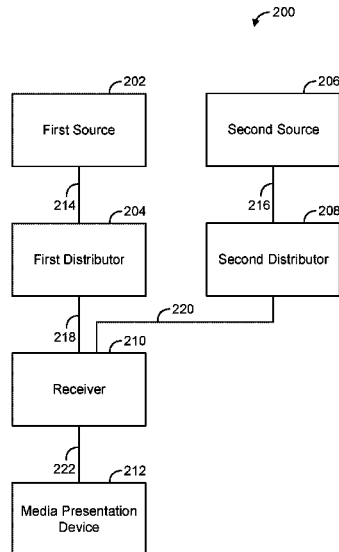 200
202
206
First Source
Second Source
214
204
216
208
First Distributor
Second Distributor
220
218
210
Receiver
222
212
Media Presentation
Device